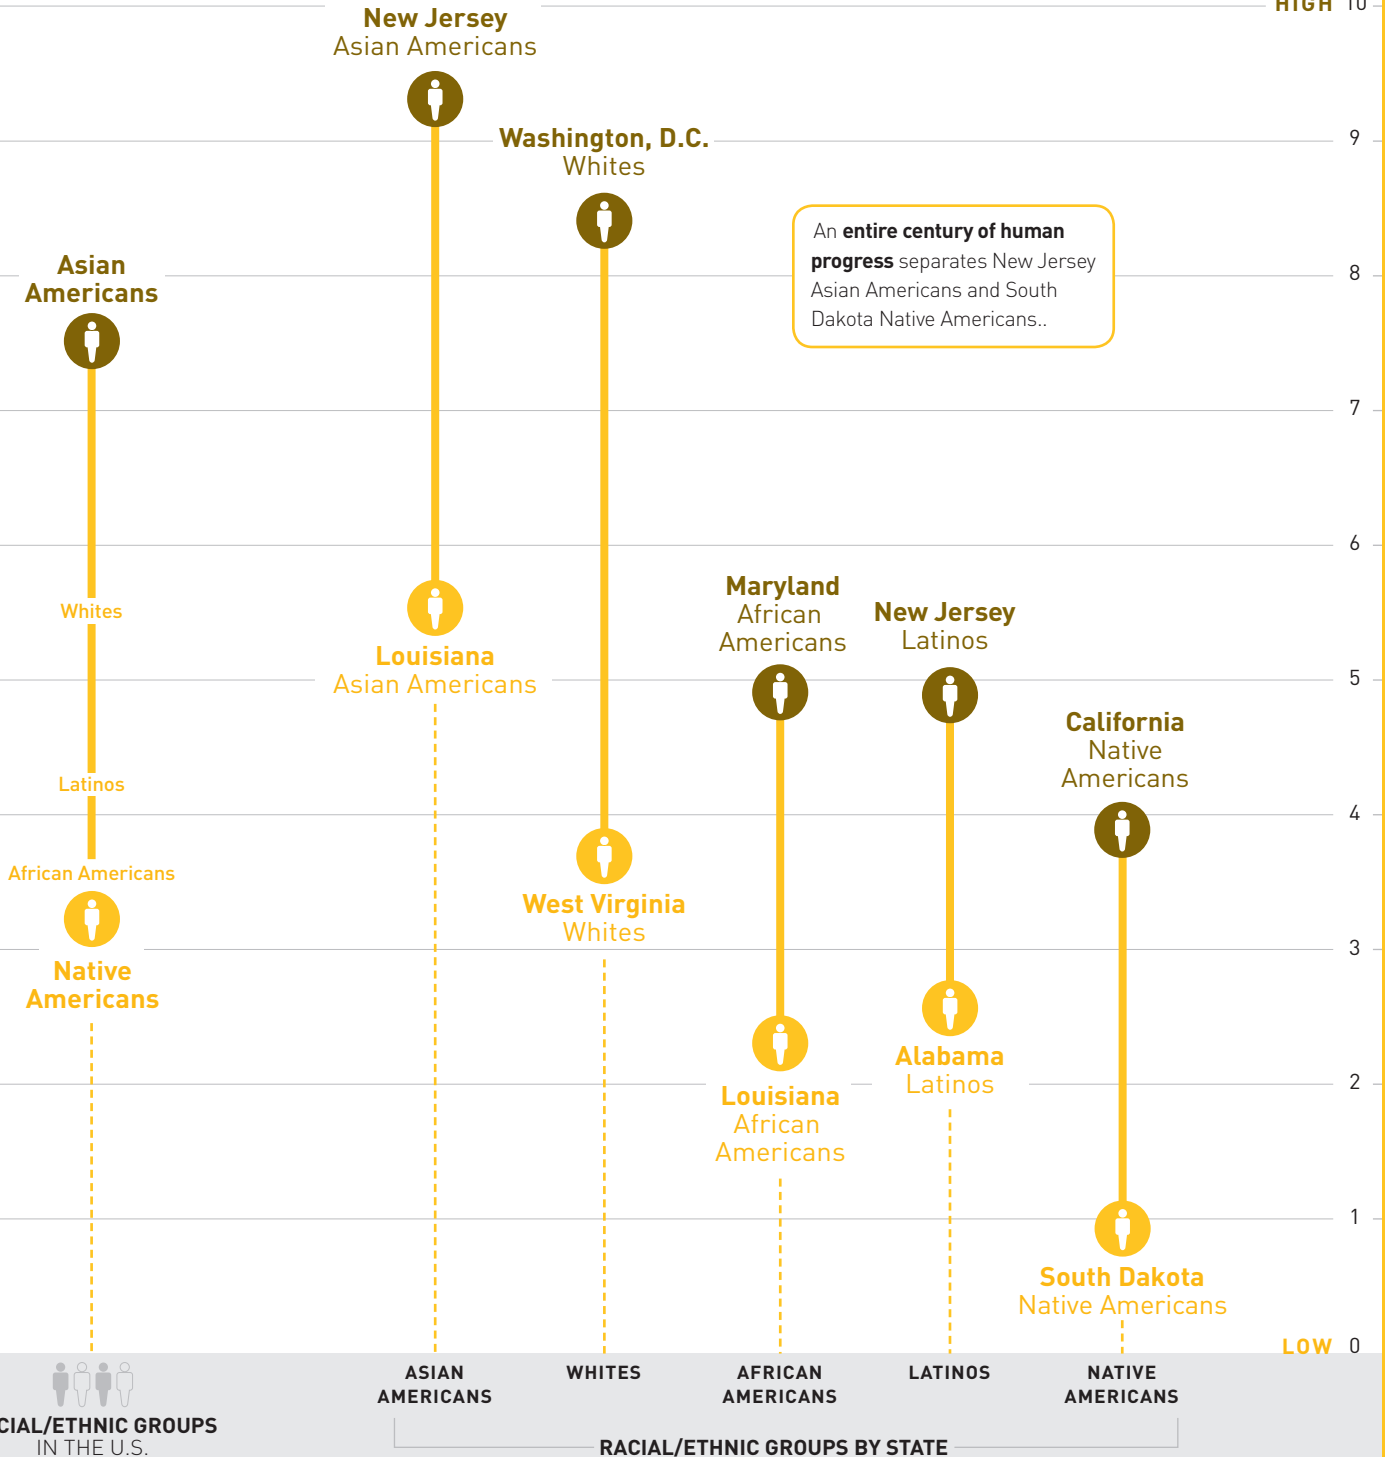 HIGH 10
New Jersey
Asian Americans
9
Washington, D.C.
Whites
An entire century of human
progress separates New Jersey
Asian Americans and South
Dakota Native Americans..
8
Asian
Americans
7
6
Whites
Maryland
African
Americans
New Jersey
Latinos
Louisiana
Asian Americans
5
California
Native
Americans
Latinos
4
African Americans
West Virginia
Whites
3
Native
Americans
Alabama
Latinos
2
Louisiana
African
Americans
1
South Dakota
Native Americans
LOW 0
ASIAN
AMERICANS
WHITES
AFRICAN
AMERICANS
LATINOS
NATIVE
AMERICANS
CIAL/ETHNIC GROUPS
IN THE U.S.
RACIAL/ETHNIC GROUPS BY STATE